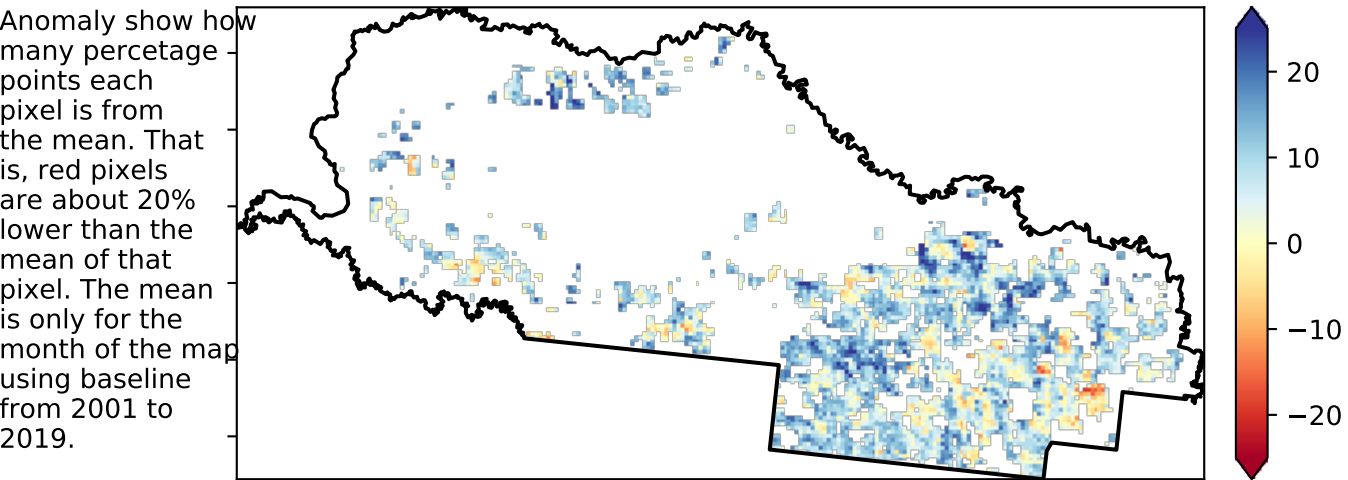 Anomaly show how
many percetage
points each
pixel is from
the mean. That
is, red pixels
are about 20%
lower than the
mean of that
pixel. The mean
is only for the
month of the map
using baseline
from 2001 to
2019.
20
10
0
−10
−20